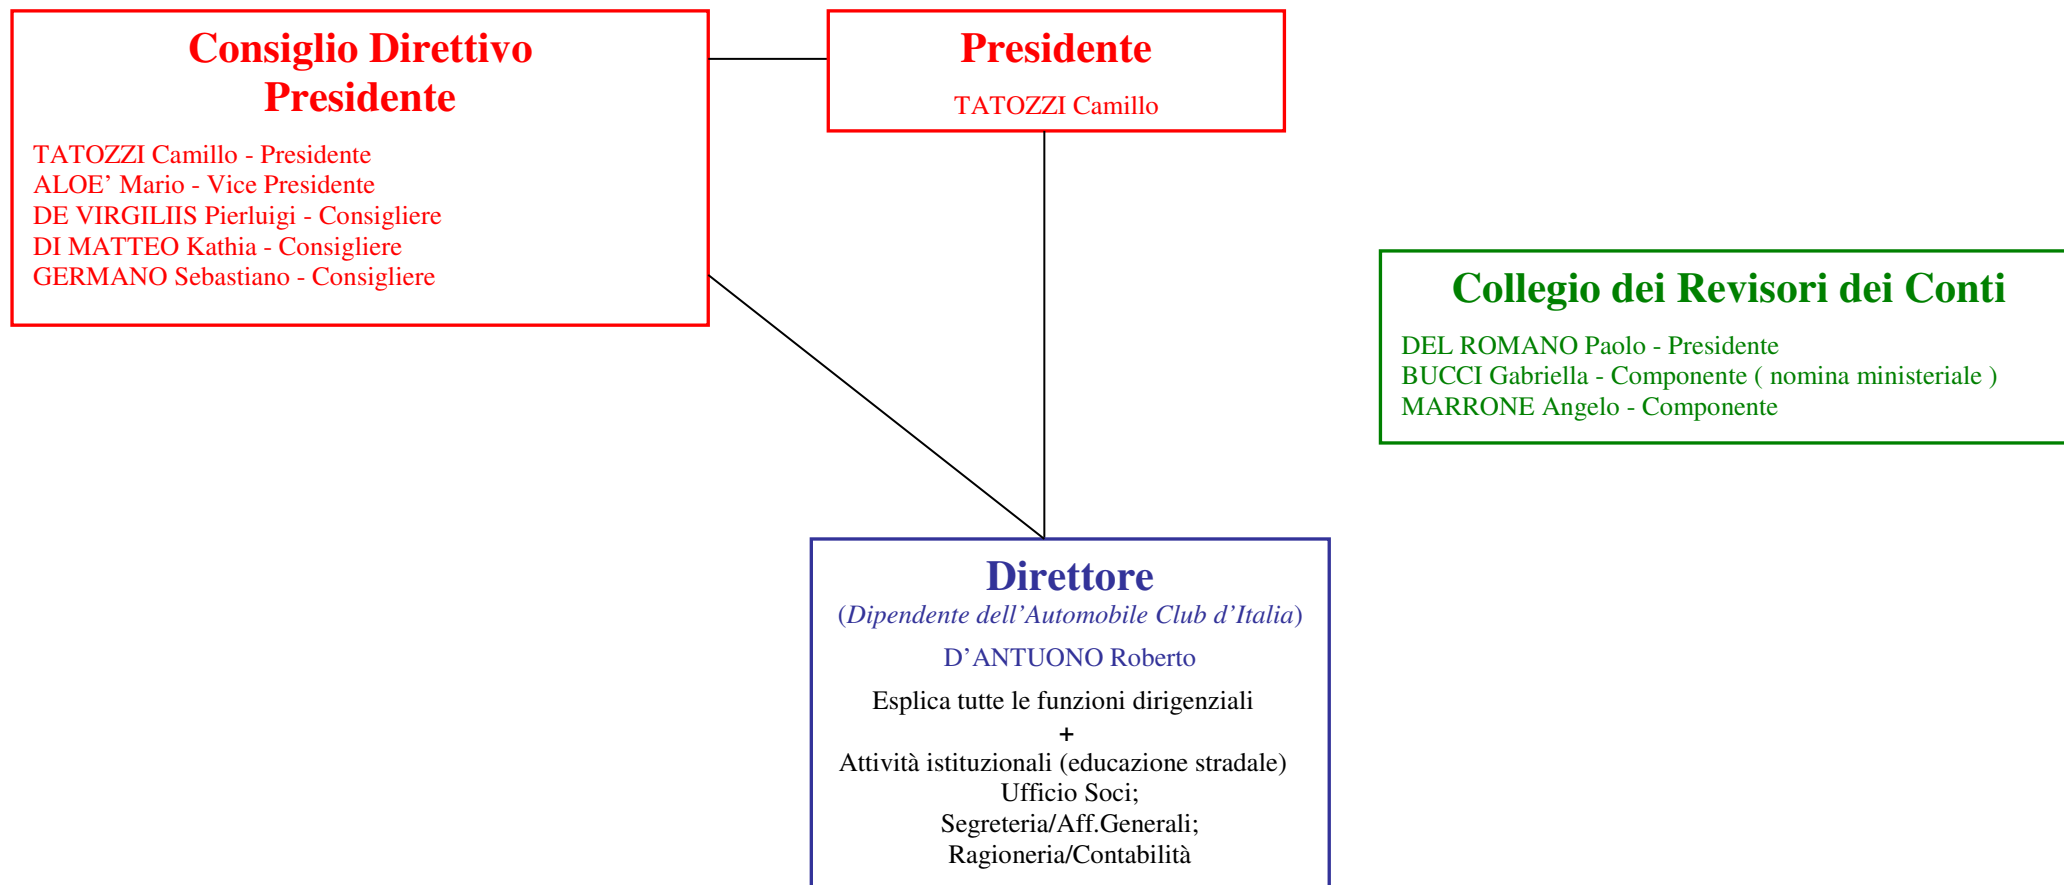 Consiglio Direttivo
Presidente
TATOZZI Camillo - Presidente
ALOE’ Mario - Vice Presidente
DE VIRGILIIS Pierluigi - Consigliere
DI MATTEO Kathia - Consigliere
GERMANO Sebastiano - Consigliere
Presidente
TATOZZI Camillo
Collegio dei Revisori dei Conti
DEL ROMANO Paolo - Presidente
BUCCI Gabriella - Componente ( nomina ministeriale )
MARRONE Angelo - Componente
Direttore
(Dipendente dell’Automobile Club d’Italia)
D’ANTUONO Roberto
Esplica tutte le funzioni dirigenziali
+
Attività istituzionali (educazione stradale)
Ufficio Soci;
Segreteria/Aff.Generali;
Ragioneria/Contabilità